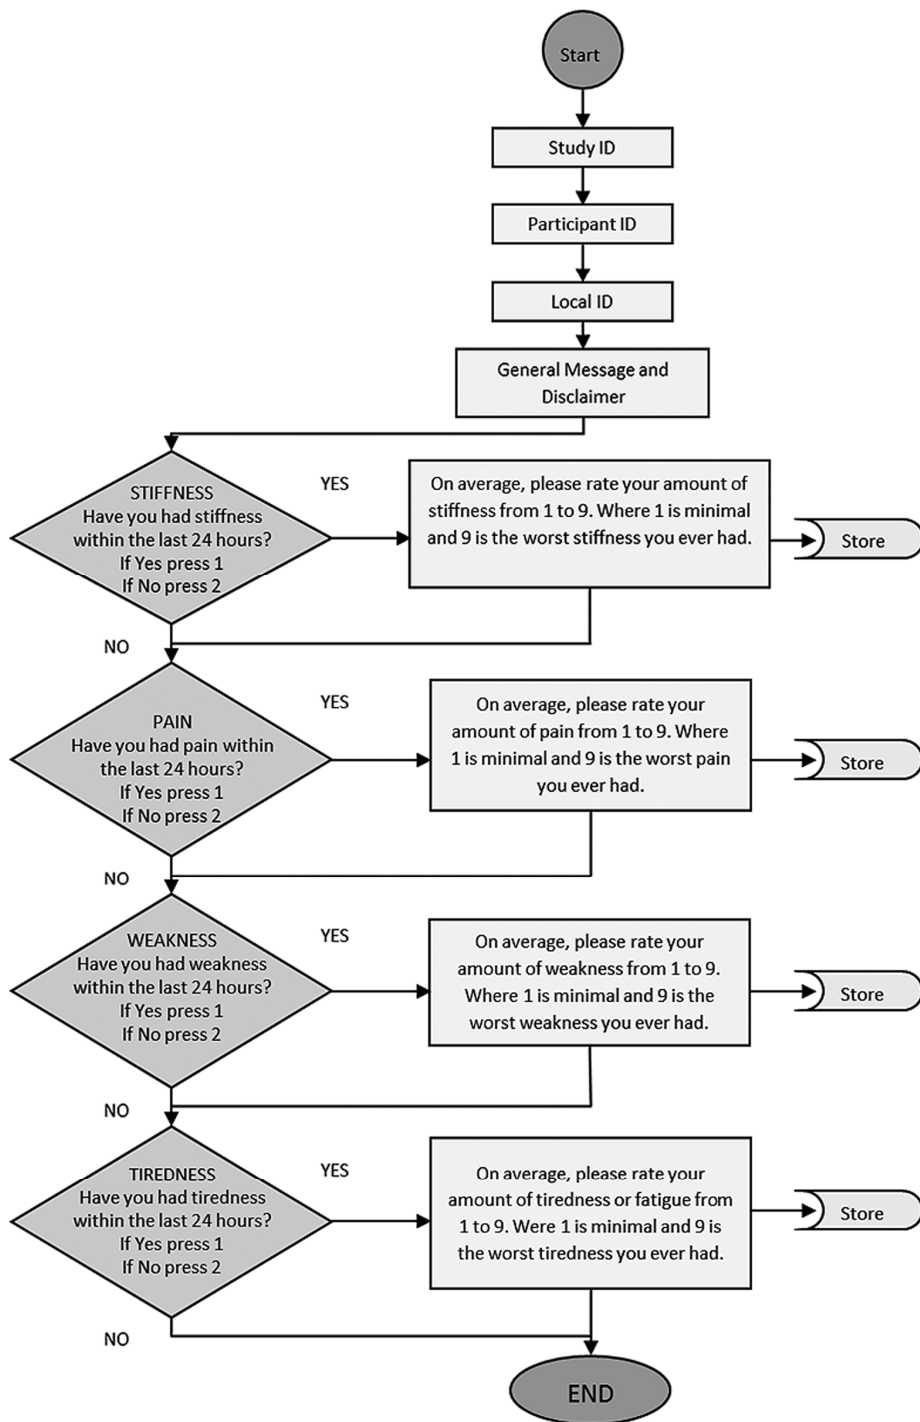 Start
Study ID
Participant ID
Local ID
General Message and
Disclaimer
STIFFNESS
Have you had stiffness
within the last 24 hours?
If Yes press 1
If No press 2
YES
On average, please rate your amount of
stiffness from 1 to 9. Where 1 is minimal
and 9 is the worst stiffness you ever had.
Store
NO
PAIN
Have you had pain within
the last 24 hours?
If Yes press 1
If No press 2
YES
On average, please rate your
amount of pain from 1 to 9. Where
1 is minimal and 9 is the worst pain
you ever had.
Store
NO
WEAKNESS
Have you had weakness
within the last 24 hours?
If Yes press 1
If No press 2
YES
On average, please rate your
amount of weakness from 1 to 9.
Where 1 is minimal and 9 is the
worst weakness you ever had.
Store
NO
TIREDNESS
Have you had tiredness
within the last 24 hours?
If Yes press 1
If No press 2
YES
On average, please rate your
amount of tiredness or fatigue from
1 to 9. Were 1 is minimal and 9 is
the worst tiredness you ever had.
Store
NO
END